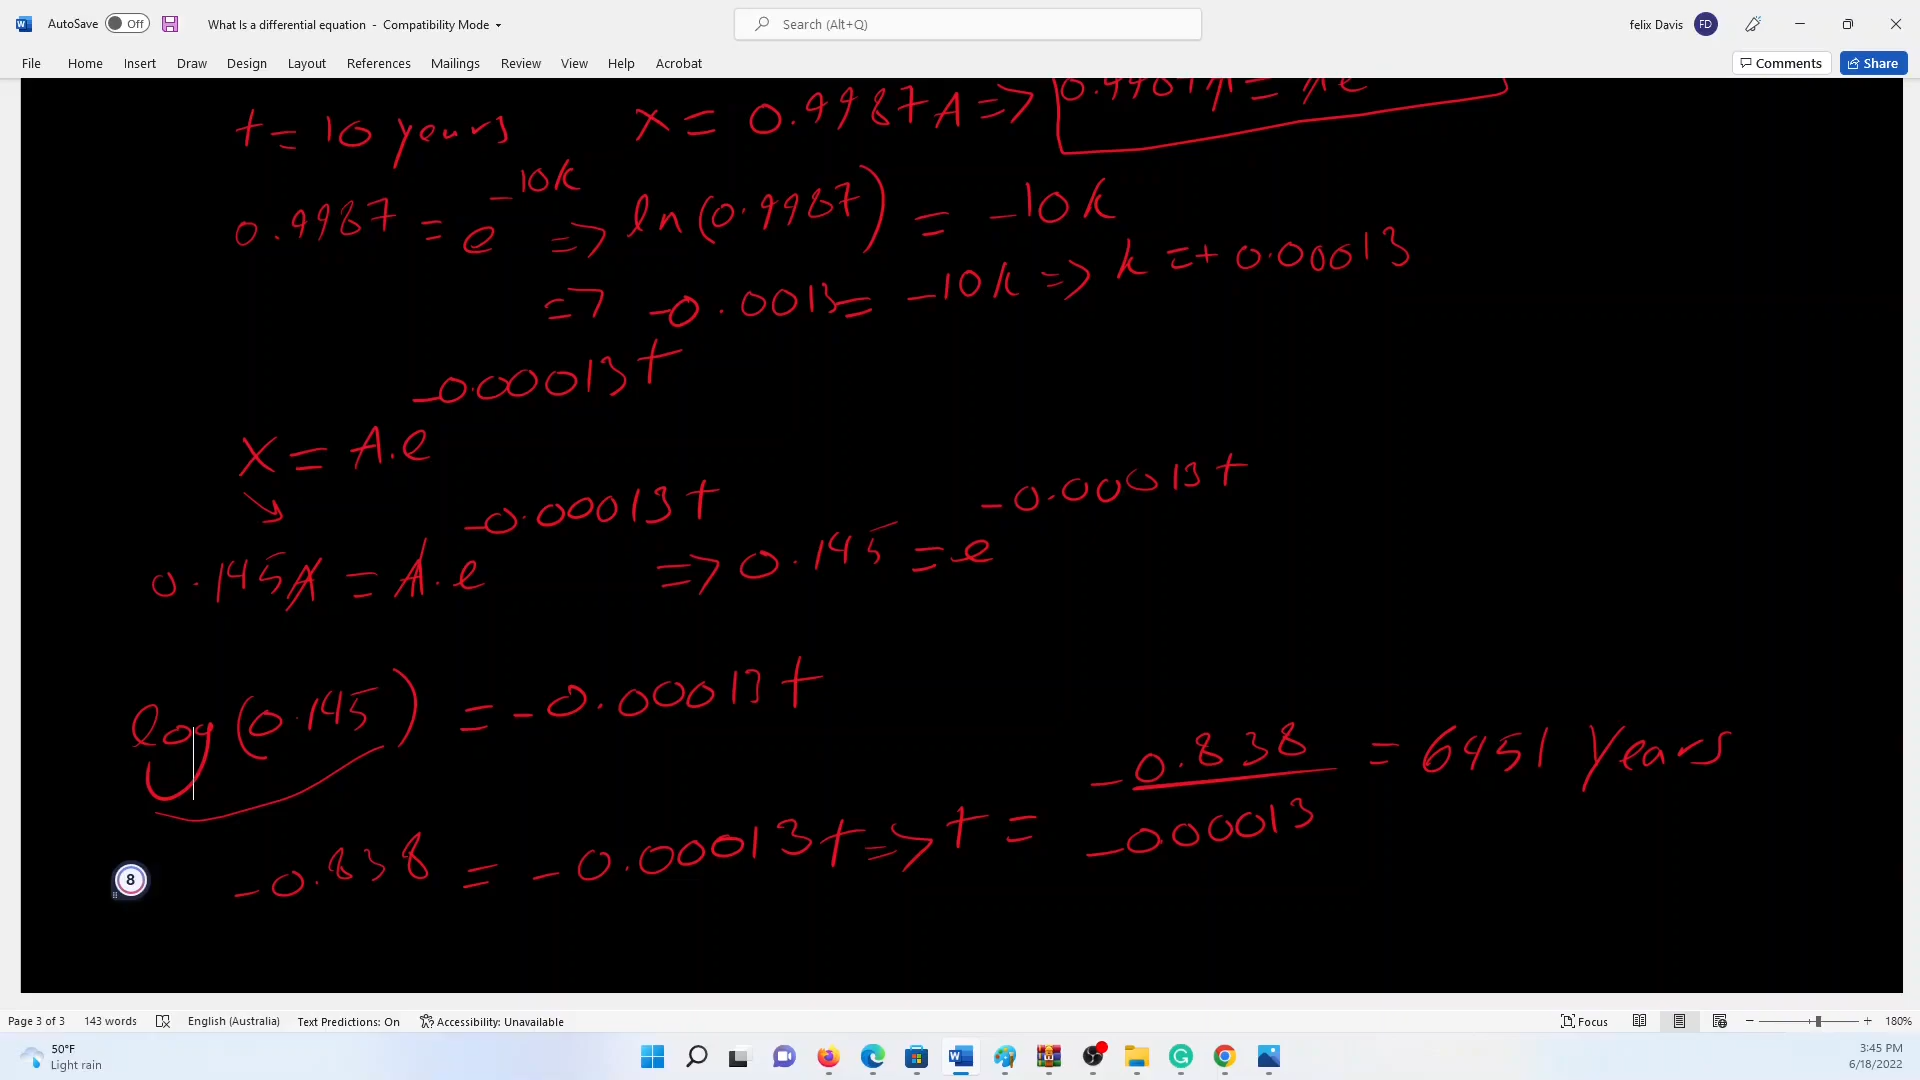 AutoSave Off What Is a differential equation - Compatibility Mode Search (Alt+Q) felix Davis FD
File Home Insert Draw Design Layout References Mailings Review View Help Acrobat Comments Share
t = 10 years x = 0.9987A =>
0.9987 = e^-10k => ln(0.9987) = -10k
=> -0.0013 = -10k => k = +0.00013
x = A.e^-0.00013t
0.145A = A.e^-0.00013t => 0.145 = e^-0.00013t
log(0.145) = -0.00013t
-0.838 = -0.00013t => t = -0.838 / -0.00013 = 6451 Years
8
Page 3 of 3 143 words English (Australia) Text Predictions: On Accessibility: Unavailable Focus 180%
50°F
Light rain
3:45 PM
6/18/2022